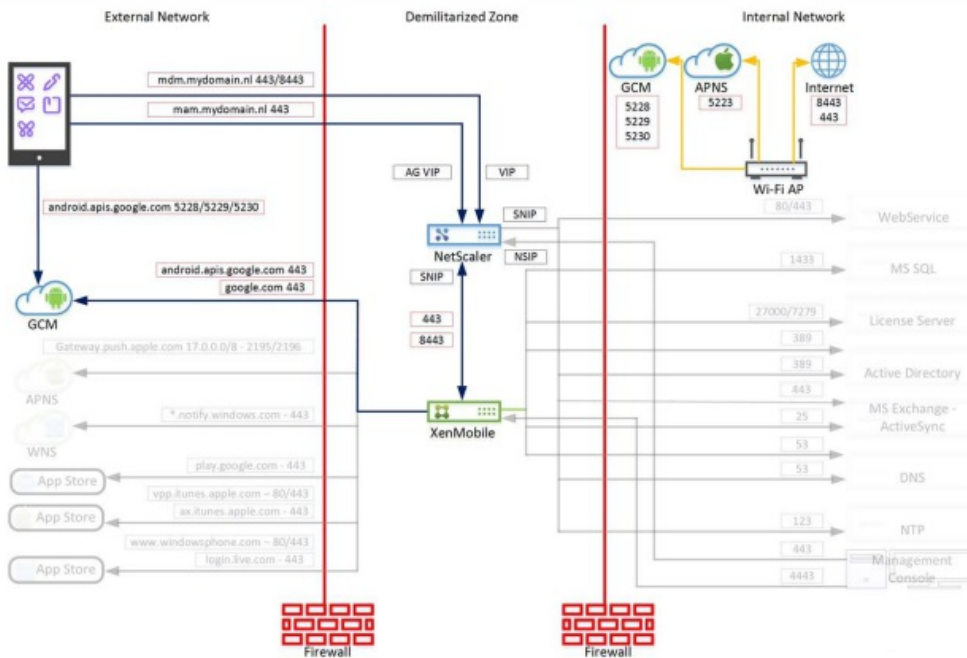 External Network
Demilitarized Zone
Internal Network
mdm.mydomain.nl 443/8443
mam.mydomain.nl 443
GCM
APNS
Internet
5228
5229
5230
5223
8443
443
AG VIP
VIP
Wi-Fi AP
android.apis.google.com 5228/5229/5230
SNIP
80/443
WebService
NetScaler
NSIP
android.apis.google.com 443
google.com 443
SNIP
1433
MS SQL
GCM
443
8443
27000/7279
License Server
Gateway.push.apple.com 17.0.0.0/8 - 2195/2196
389
APNS
389
Active Directory
443
*.notify.windows.com - 443
XenMobile
25
MS Exchange -
ActiveSync
WNS
53
play.google.com - 443
App Store
53
DNS
vpp.itunes.apple.com – 80/443
ax.itunes.apple.com - 443
App Store
123
NTP
www.windowsphone.com – 80/443
login.live.com - 443
App Store
443
4443
Management
Console
Firewall
Firewall